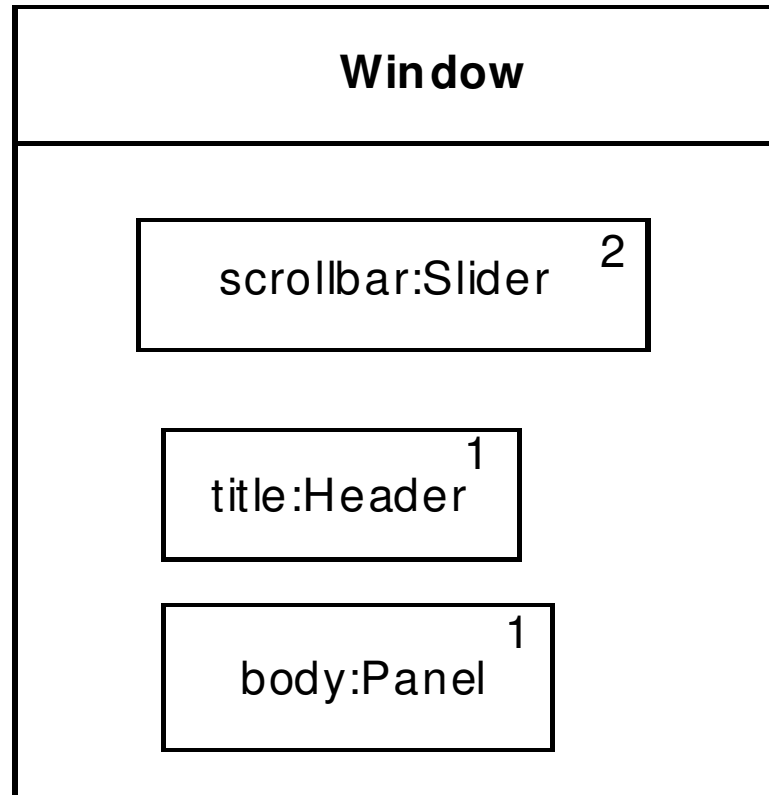 Window
2
scrollbar:Slider
1
title:Header
1
body:Panel